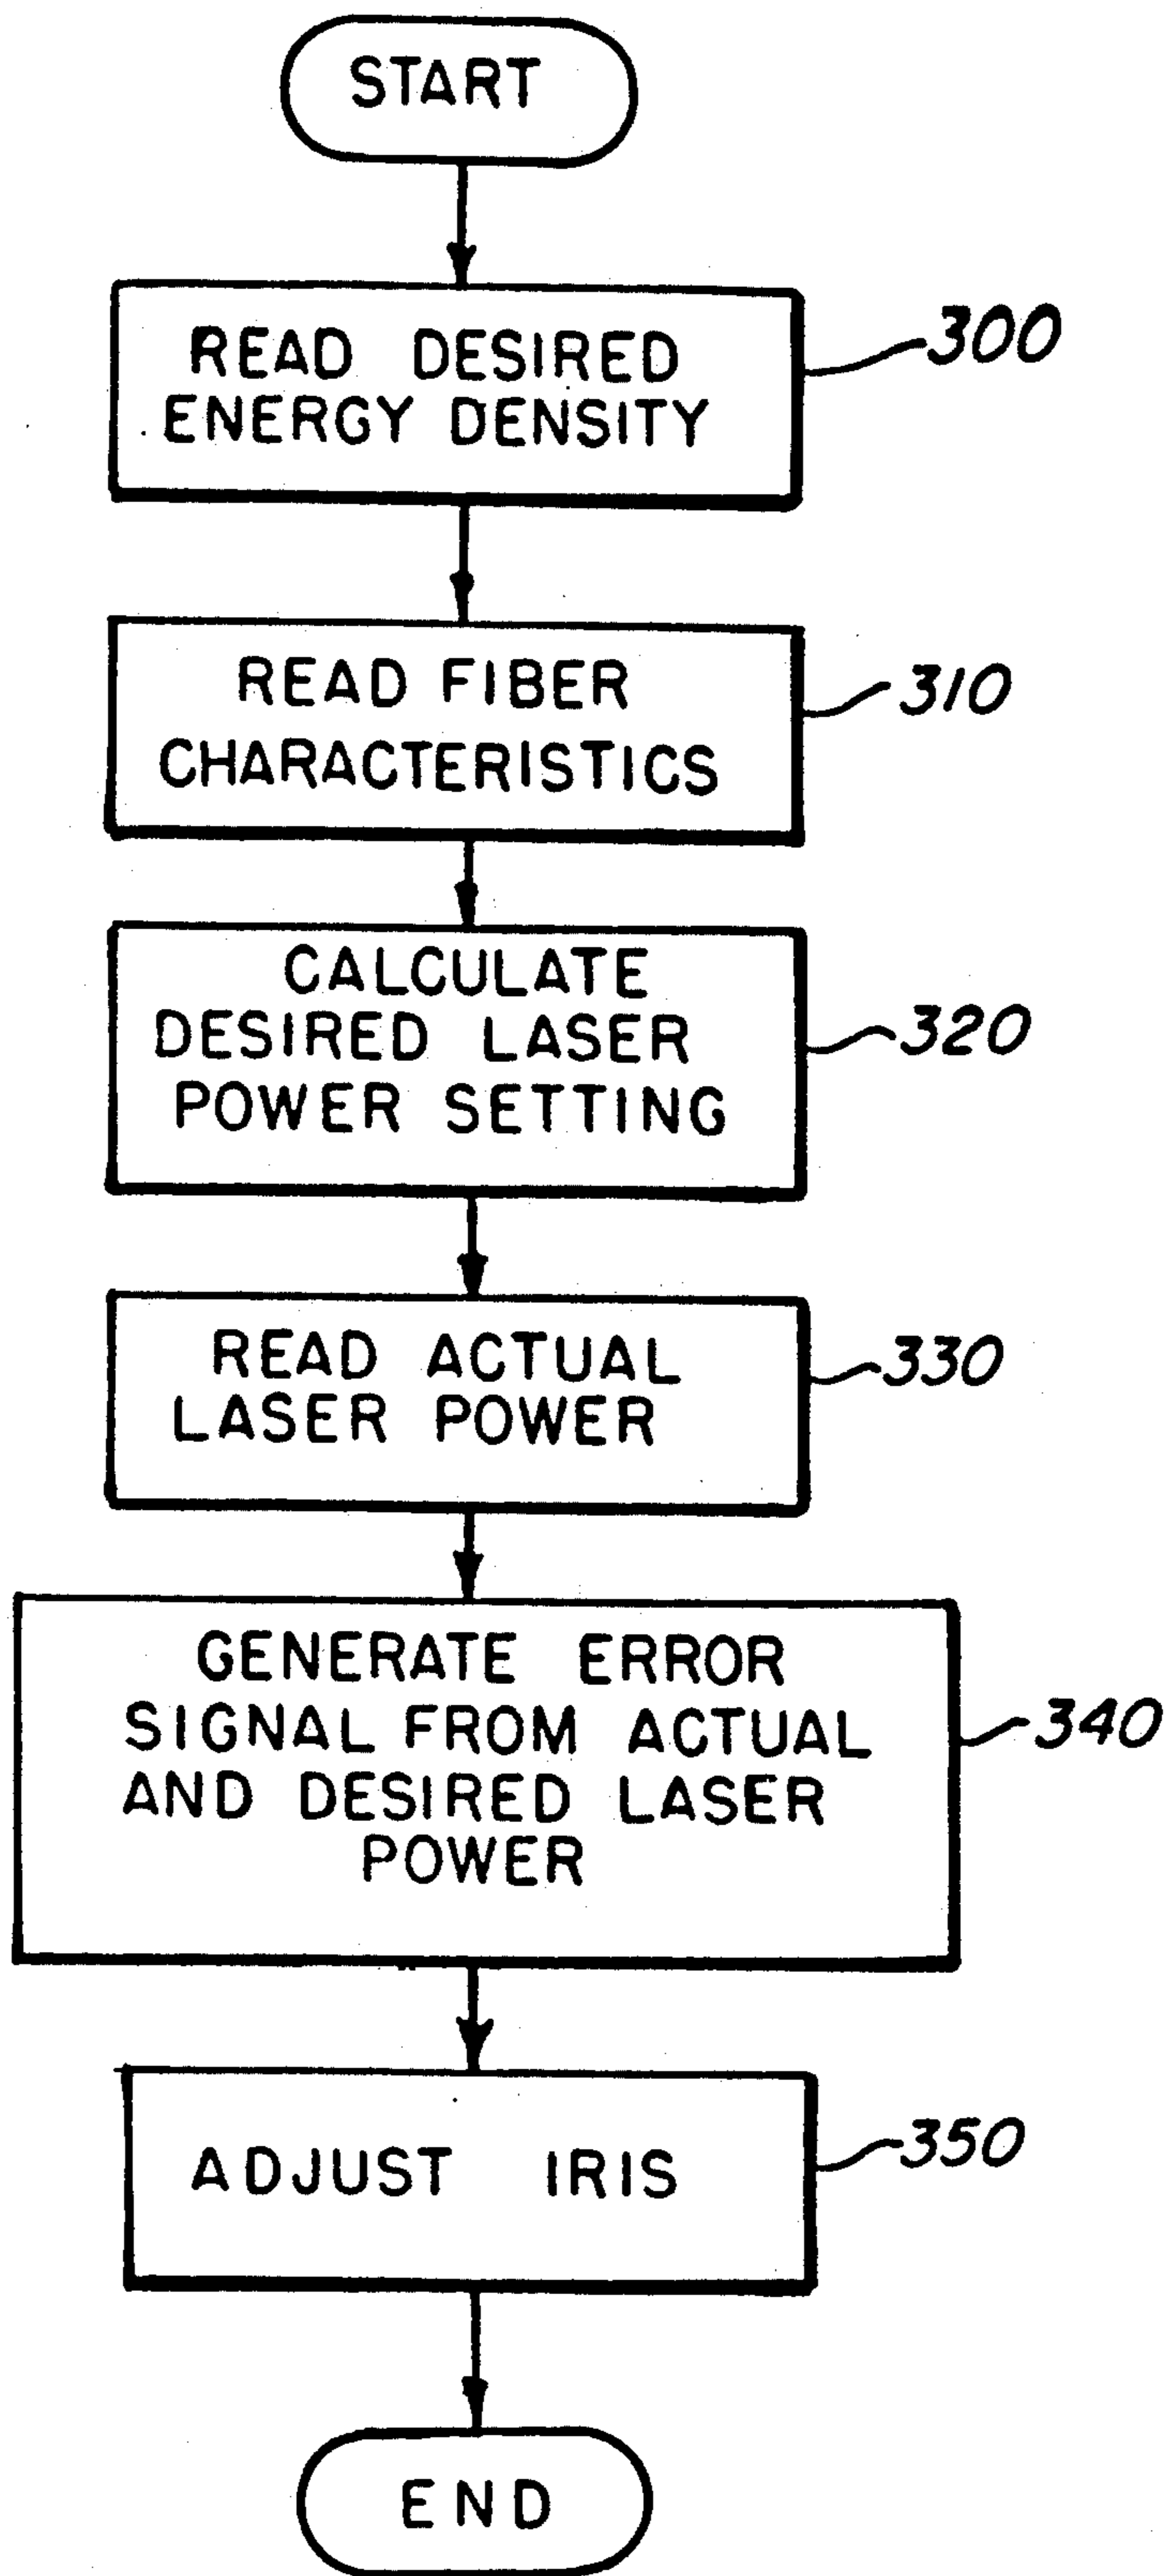 START
READ DESIRED
ENERGY DENSITY
300
READ FIBER
CHARACTERISTICS
310
CALCULATE
DESIRED LASER
POWER SETTING
320
READ ACTUAL
LASER POWER
330
GENERATE ERROR
SIGNAL FROM ACTUAL
AND DESIRED LASER
POWER
340
ADJUST IRIS
350
END